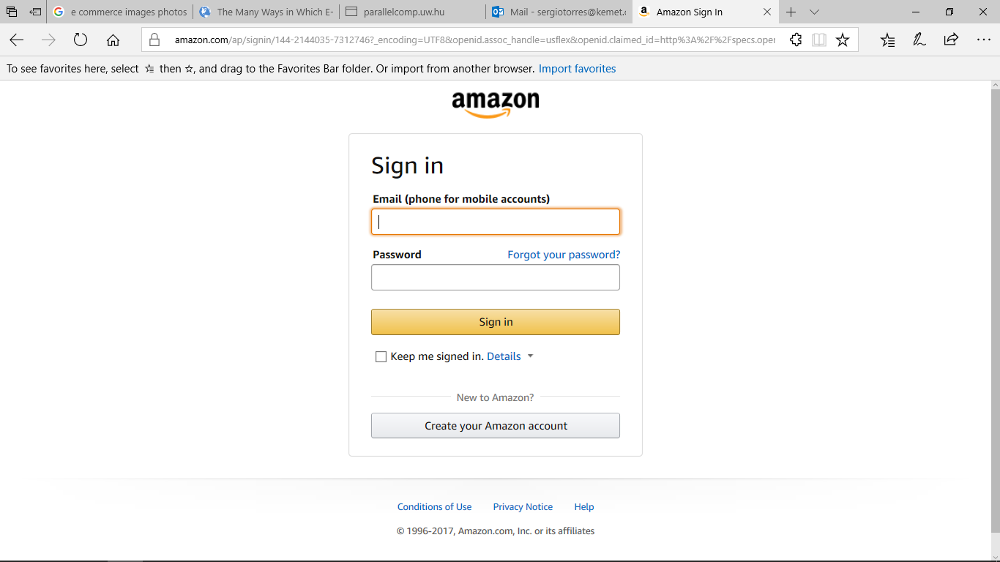 e commerce images photos
The Many Ways in Which E-
parallelcomp.uw.hu
Mail - sergiotorres@kemet.c
Amazon Sign In
amazon.com/ap/signin/144-2144035-7312746?_encoding=UTF8&openid.assoc_handle=usflex&openid.claimed_id=http%3A%2F%2Fspecs.oper
To see favorites here, select then, and drag to the Favorites Bar folder. Or import from another browser. Import favorites
amazon
Sign in
Email (phone for mobile accounts)
Password Forgot your password?
Sign in
Keep me signed in. Details
New to Amazon?
Create your Amazon account
Conditions of Use Privacy Notice Help
© 1996-2017, Amazon.com, Inc. or its affiliates